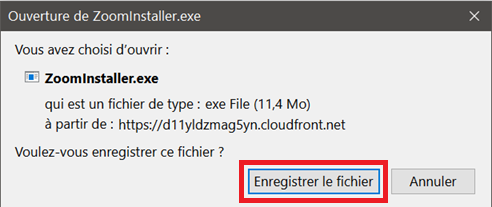 Ouverture de ZoomInstaller.exe
Vous avez choisi d'ouvrir :
ZoomInstaller.exe
qui est un fichier de type : exe File (11,4 Mo)
à partir de : https://d11yldzmag5yn.cloudfront.net
Voulez-vous enregistrer ce fichier ?
Enregistrer le fichier
Annuler